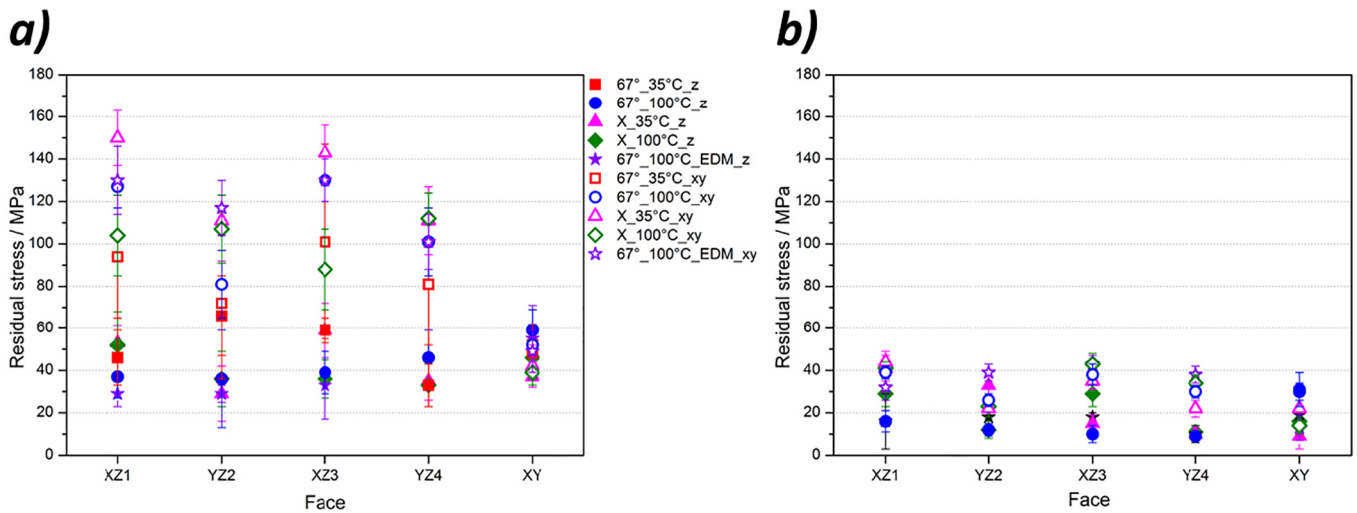 a)
180
160
140
120
100
80
60
40
20
0
Residual stress / MPa
XZ1 YZ2 XZ3 YZ4 XY
Face
67°_35°C_z
67°_100°C_z
X_35°C_z
X_100°C_z
67°_100°C_EDM_z
67°_35°C_xy
67°_100°C_xy
X_35°C_xy
X_100°C_xy
67°_100°C_EDM_xy
b)
180
160
140
120
100
80
60
40
20
0
Residual stress / MPa
XZ1 YZ2 XZ3 YZ4 XY
Face